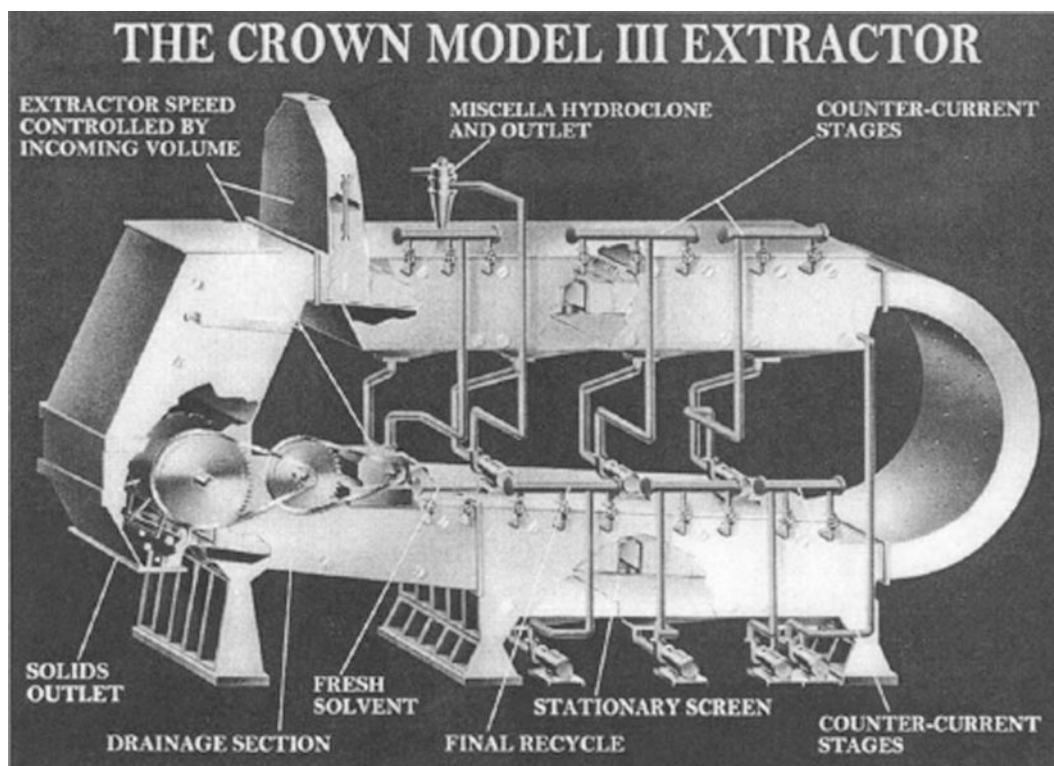 THE CROWN MODEL III EXTRACTOR
EXTRACTOR SPEED
CONTROLLED BY
INCOMING VOLUME
MISCELLA HYDROCLONE
AND OUTLET
COUNTER-CURRENT
STAGES
SOLIDS
OUTLET
DRAINAGE SECTION
FRESH
SOLVENT
FINAL RECYCLE
STATIONARY SCREEN
COUNTER-CURRENT
STAGES